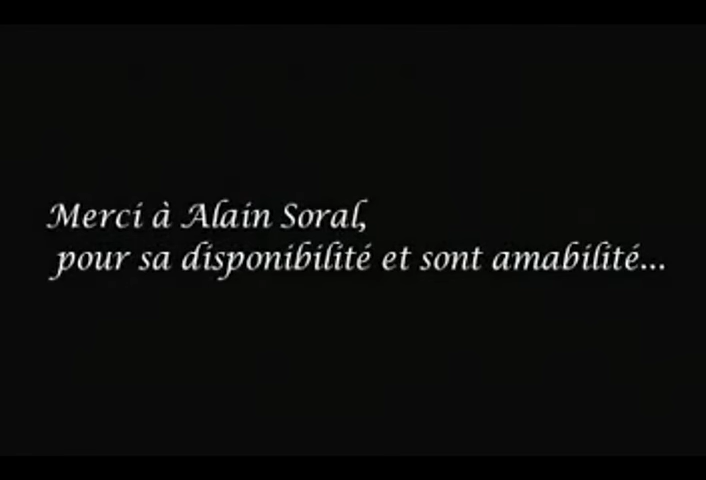 Merci à Alain Soral,
pour sa disponibilité et sont amabilité...